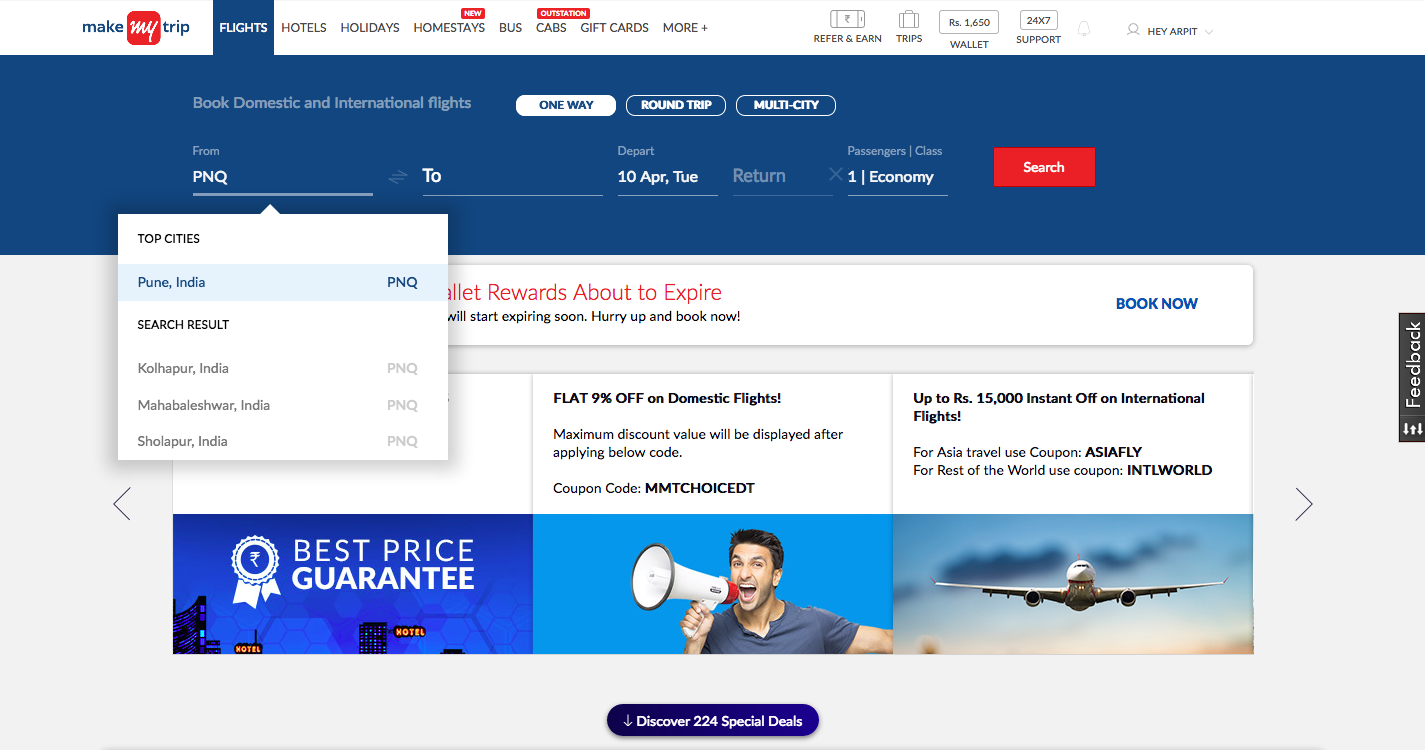 make my trip
FLIGHTS
HOTELS
HOLIDAYS
NEW
HOMESTAYS
BUS
OUTSTATION
CABS
GIFT CARDS
MORE +
₹
REFER & EARN
TRIPS
Rs. 1,650
WALLET
24X7
SUPPORT
HEY ARPIT
Book Domestic and International flights
ONE WAY
ROUND TRIP
MULTI-CITY
From
PNQ
To
Depart
10 Apr, Tue
Return
Passengers | Class
1 | Economy
Search
TOP CITIES
Pune, India PNQ
SEARCH RESULT
Kolhapur, India PNQ
Mahabaleshwar, India PNQ
Sholapur, India PNQ
Rewards About to Expire
will start expiring soon. Hurry up and book now!
BOOK NOW
Feedback
FLAT 9% OFF on Domestic Flights!
Maximum discount value will be displayed after
applying below code.
Coupon Code: MMTCHOICEDT
Up to Rs. 15,000 Instant Off on International
Flights!
For Asia travel use Coupon: ASIAFLY
For Rest of the World use coupon: INTLWORLD
₹
BEST PRICE
GUARANTEE
HOTEL
HOTEL
Discover 224 Special Deals